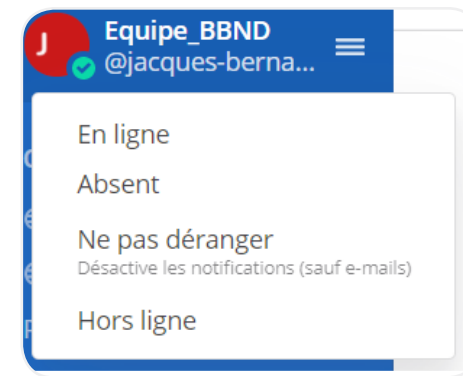 J
Equipe_BBND
@jacques-berna...
En ligne
Absent
Ne pas déranger
Désactive les notifications (sauf e-mails)
Hors ligne